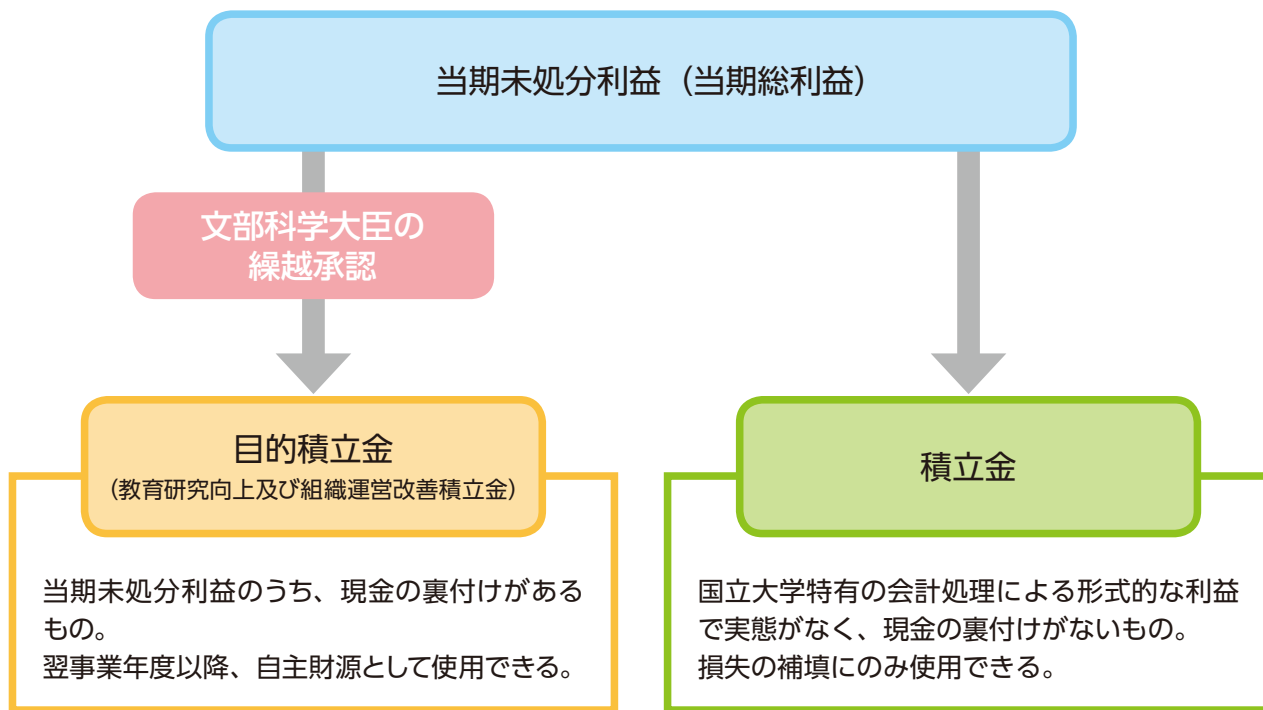 当期未処分利益（当期総利益）
文部科学大臣の
繰越承認
目的積立金
（教育研究向上及び組織運営改善積立金）
当期未処分利益のうち、現金の裏付けがある
もの。
翌事業年度以降、自主財源として使用できる。
積立金
国立大学特有の会計処理による形式的な利益
で実態がなく、現金の裏付けがないもの。
損失の補填にのみ使用できる。